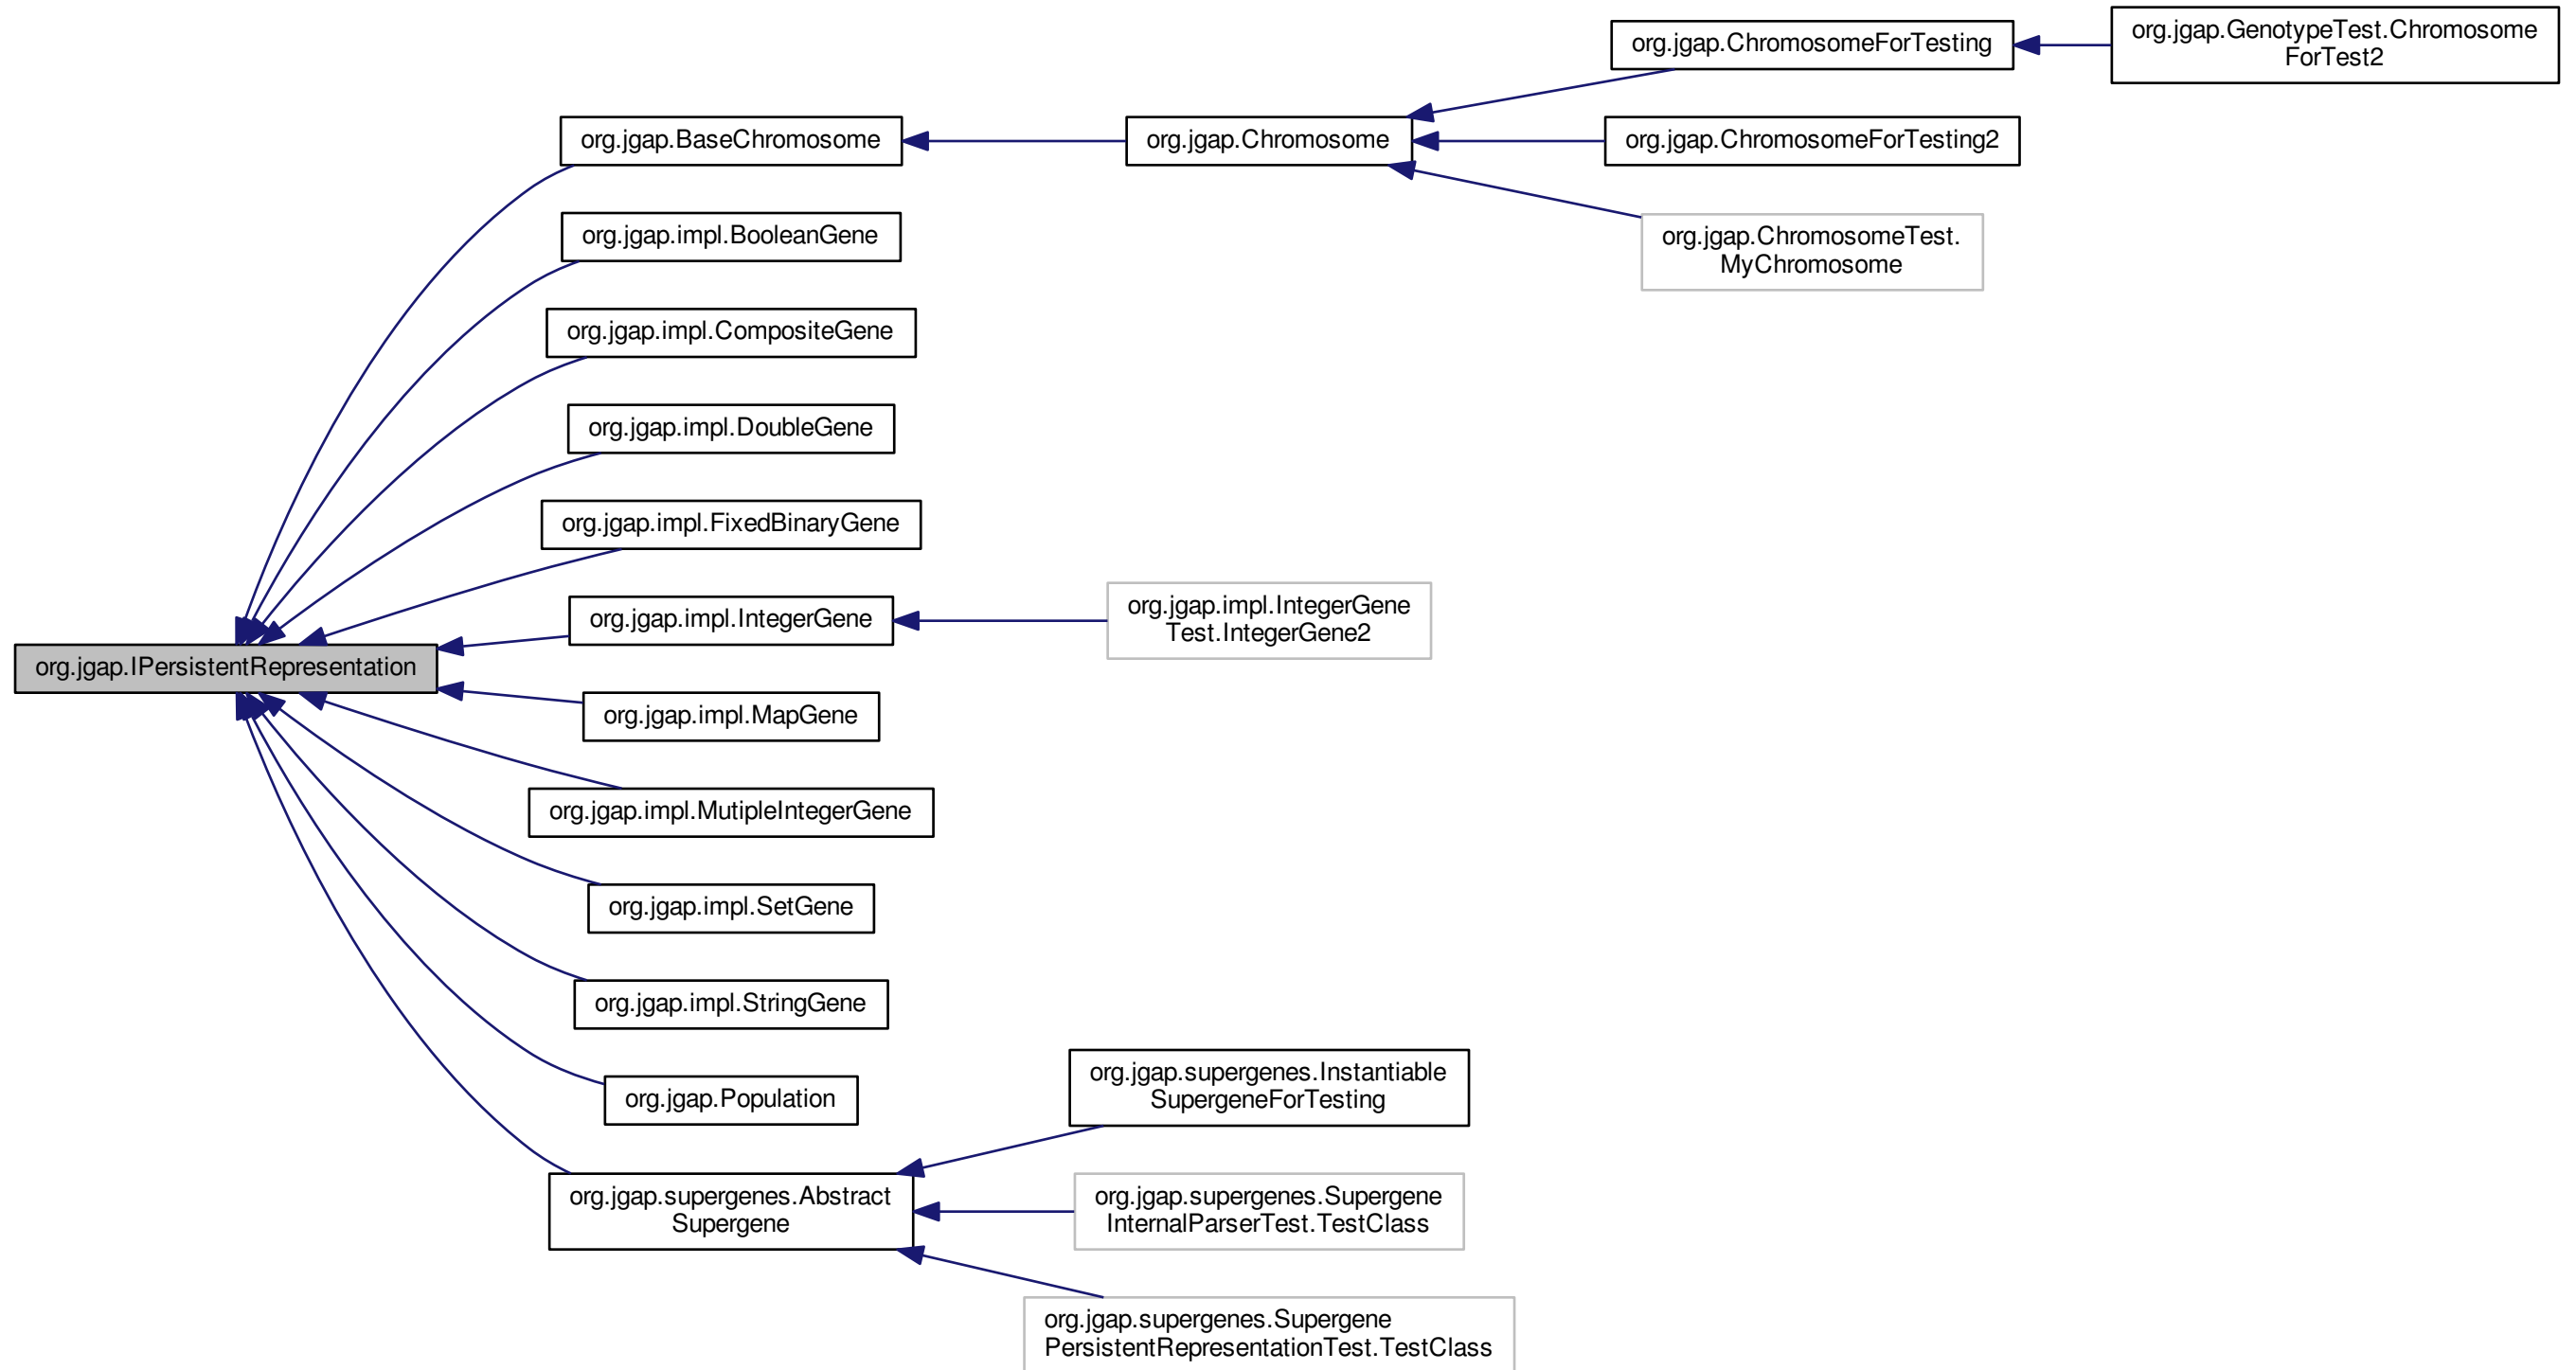 org.jgap.ChromosomeForTesting
org.jgap.GenotypeTest.Chromosome
ForTest2
org.jgap.BaseChromosome
org.jgap.Chromosome
org.jgap.ChromosomeForTesting2
org.jgap.impl.BooleanGene
org.jgap.ChromosomeTest.
MyChromosome
org.jgap.impl.CompositeGene
org.jgap.impl.DoubleGene
org.jgap.impl.FixedBinaryGene
org.jgap.impl.IntegerGene
org.jgap.impl.IntegerGene
Test.IntegerGene2
org.jgap.IPersistentRepresentation
org.jgap.impl.MapGene
org.jgap.impl.MutipleIntegerGene
org.jgap.impl.SetGene
org.jgap.impl.StringGene
org.jgap.Population
org.jgap.supergenes.Instantiable
SupergeneForTesting
org.jgap.supergenes.Abstract
Supergene
org.jgap.supergenes.Supergene
InternalParserTest.TestClass
org.jgap.supergenes.Supergene
PersistentRepresentationTest.TestClass